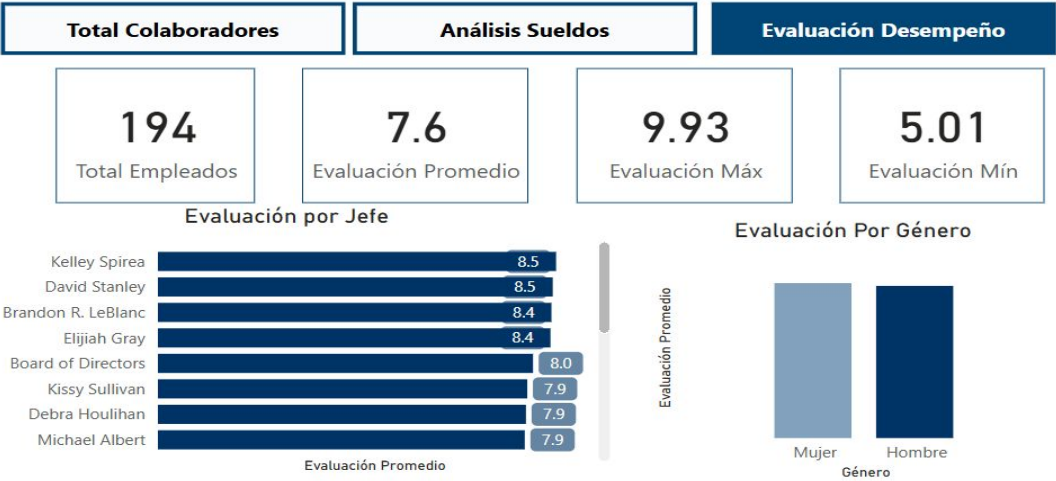 Total Colaboradores
Análisis Sueldos
Evaluación Desempeño
194
Total Empleados
7.6
Evaluación Promedio
9.93
Evaluación Máx
5.01
Evaluación Mín
Evaluación por Jefe
Kelley Spirea 8.5
David Stanley 8.5
Brandon R. LeBlanc 8.4
Elijiah Gray 8.4
Board of Directors 8.0
Kissy Sullivan 7.9
Debra Houlihan 7.9
Michael Albert 7.9
Evaluación Promedio
Evaluación Por Género
Evaluación Promedio
Mujer
Hombre
Género